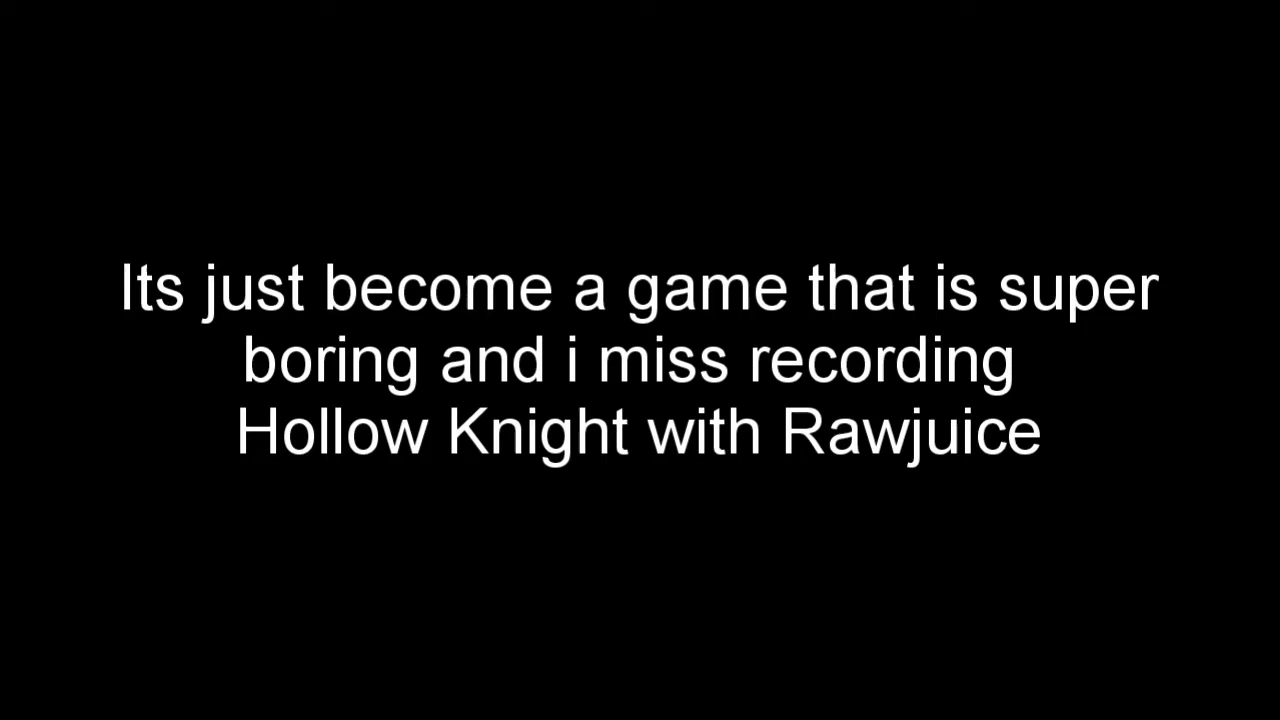 Its just become a game that is super
boring and i miss recording
Hollow Knight with Rawjuice